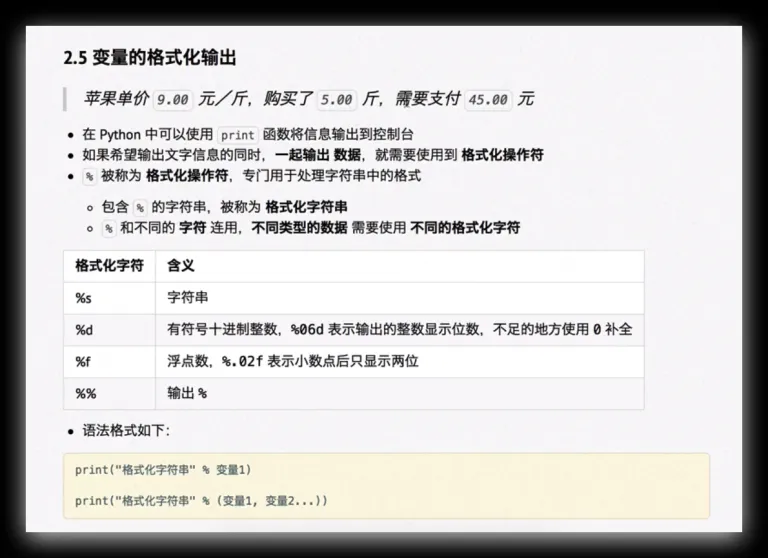 2.5 变量的格式化输出
苹果单价 9.00 元／斤，购买了 5.00 斤，需要支付 45.00 元
在 Python 中可以使用 print 函数将信息输出到控制台
如果希望输出文字信息的同时，一起输出 数据，就需要使用到 格式化操作符
% 被称为 格式化操作符，专门用于处理字符串中的格式
包含 % 的字符串，被称为 格式化字符串
% 和不同的 字符 连用，不同类型的数据 需要使用 不同的格式化字符
格式化字符 含义
%s 字符串
%d 有符号十进制整数，%06d 表示输出的整数显示位数，不足的地方使用 0 补全
%f 浮点数，%.02f 表示小数点后只显示两位
%% 输出 %
语法格式如下：
print("格式化字符串" % 变量1)
print("格式化字符串" % (变量1, 变量2...))